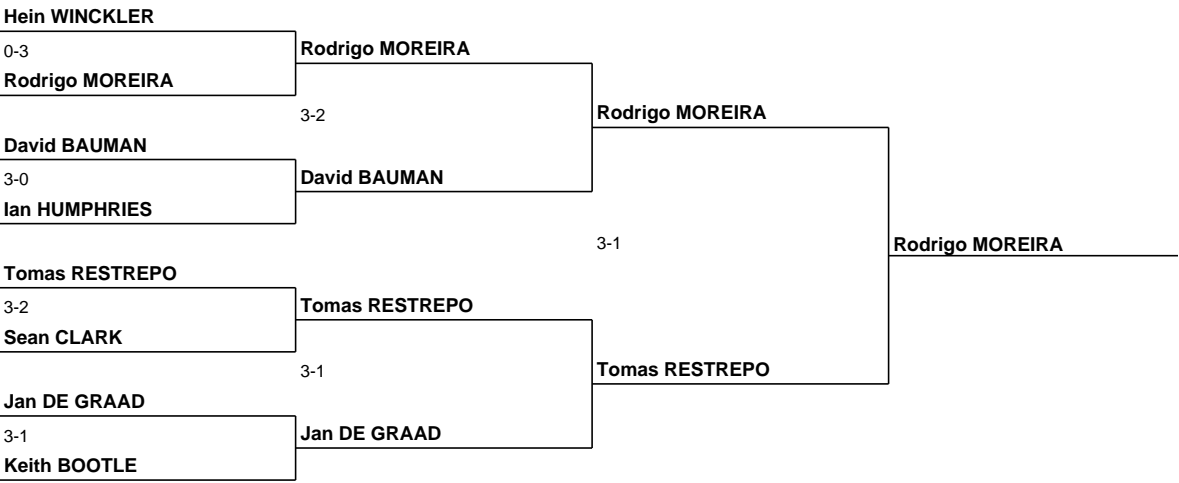 Hein WINCKLER
0-3
Rodrigo MOREIRA
Rodrigo MOREIRA
3-2
David BAUMAN
3-0
Ian HUMPHRIES
David BAUMAN
Rodrigo MOREIRA
3-1
Rodrigo MOREIRA
Tomas RESTREPO
3-2
Sean CLARK
Tomas RESTREPO
3-1
Tomas RESTREPO
Jan DE GRAAD
3-1
Keith BOOTLE
Jan DE GRAAD